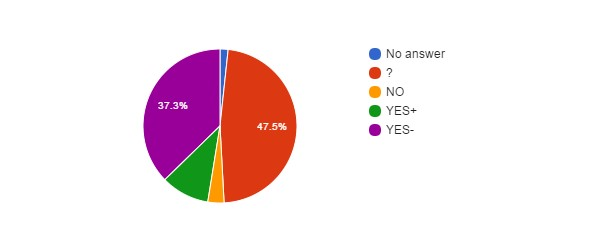 No answer
?
NO
YES+
YES-
37.3%
47.5%